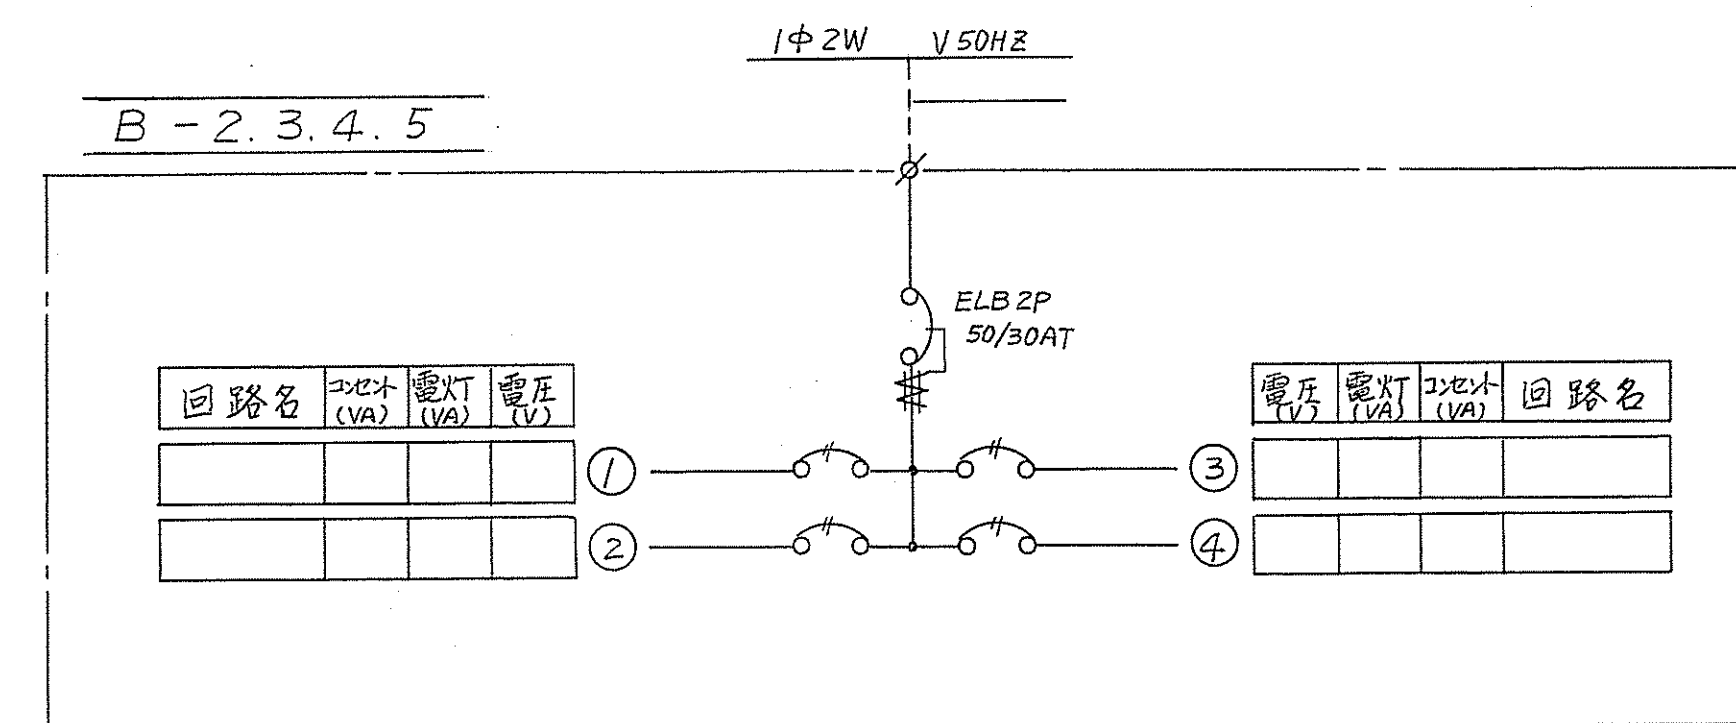 1Φ2W V 50HZ
B-2.3.4.5
ELB 2P
50/30AT
回路名 コンセント(VA) 電灯(VA) 電圧(V)
電圧(V) 電灯(VA) コンセント(VA) 回路名
① ③
② ④